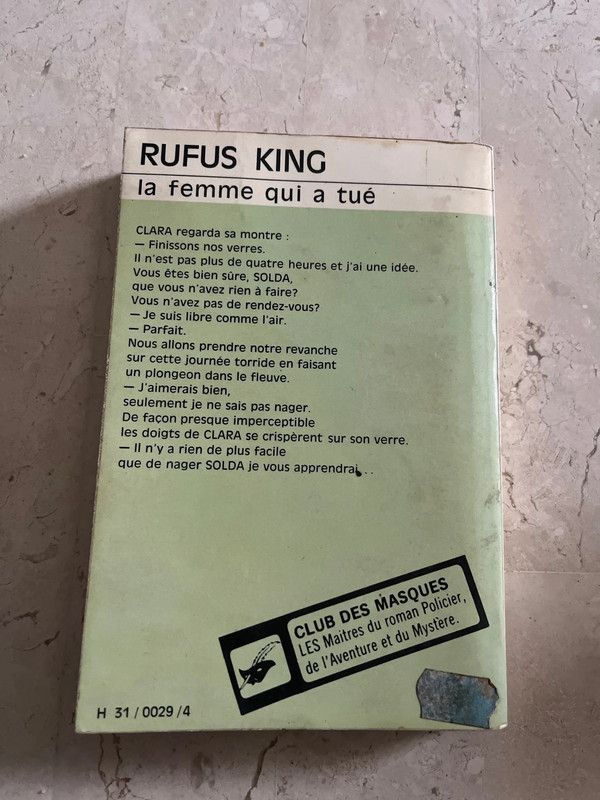 RUFUS KING
la femme qui a tué
CLARA regarda sa montre :
— Finissons nos verres.
Il n'est pas plus de quatre heures et j'ai une idée.
Vous êtes bien sûre, SOLDA,
que vous n'avez rien à faire?
Vous n'avez pas de rendez-vous?
— Je suis libre comme l'air.
— Parfait.
Nous allons prendre notre revanche
sur cette journée torride en faisant
un plongeon dans le fleuve.
— J'aimerais bien,
seulement je ne sais pas nager.
De façon presque imperceptible
les doigts de CLARA se crispèrent sur son verre.
— Il n'y a rien de plus facile
que de nager SOLDA je vous apprendrai...
CLUB DES MASQUES
LES Maîtres du roman Policier,
de l'Aventure et du Mystère.
H 31/0029/4